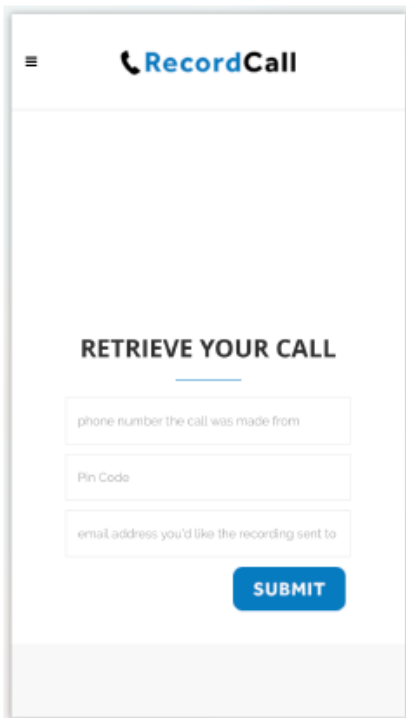 RecordCall
RETRIEVE YOUR CALL
phone number the call was made from
Pin Code
email address you'd like the recording sent to
SUBMIT